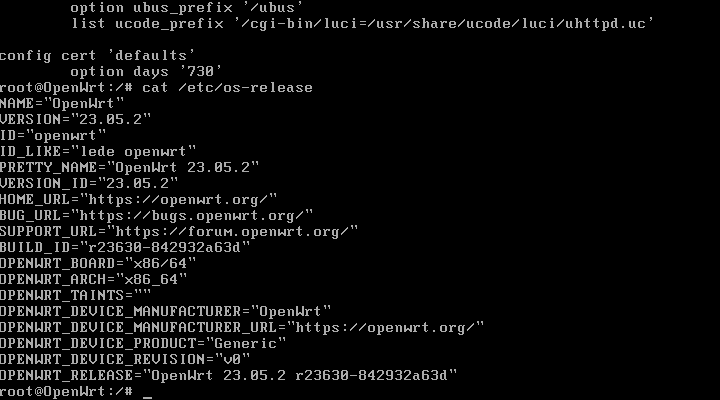 option ubus_prefix '/ubus'
list ucode_prefix '/cgi-bin/luci=/usr/share/ucode/luci/uhttpd.uc'
config cert 'defaults'
option days '730'
root@OpenWrt:/# cat /etc/os-release
NAME="OpenWrt"
VERSION="23.05.2"
ID="openwrt"
ID_LIKE="lede openwrt"
PRETTY_NAME="OpenWrt 23.05.2"
VERSION_ID="23.05.2"
HOME_URL="https://openwrt.org/"
BUG_URL="https://bugs.openwrt.org/"
SUPPORT_URL="https://forum.openwrt.org/"
BUILD_ID="r23630-842932a63d"
OPENWRT_BOARD="x86/64"
OPENWRT_ARCH="x86_64"
OPENWRT_TAINTS=""
OPENWRT_DEVICE_MANUFACTURER="OpenWrt"
OPENWRT_DEVICE_MANUFACTURER_URL="https://openwrt.org/"
OPENWRT_DEVICE_PRODUCT="Generic"
OPENWRT_DEVICE_REVISION="v0"
OPENWRT_RELEASE="OpenWrt 23.05.2 r23630-842932a63d"
root@OpenWrt:/# _